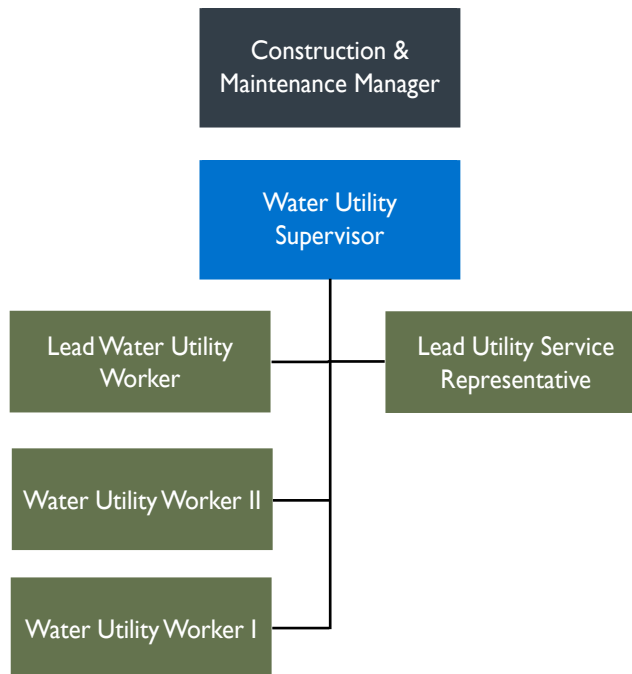 Construction &
Maintenance Manager
Water Utility
Supervisor
Lead Water Utility
Worker
Lead Utility Service
Representative
Water Utility Worker II
Water Utility Worker I